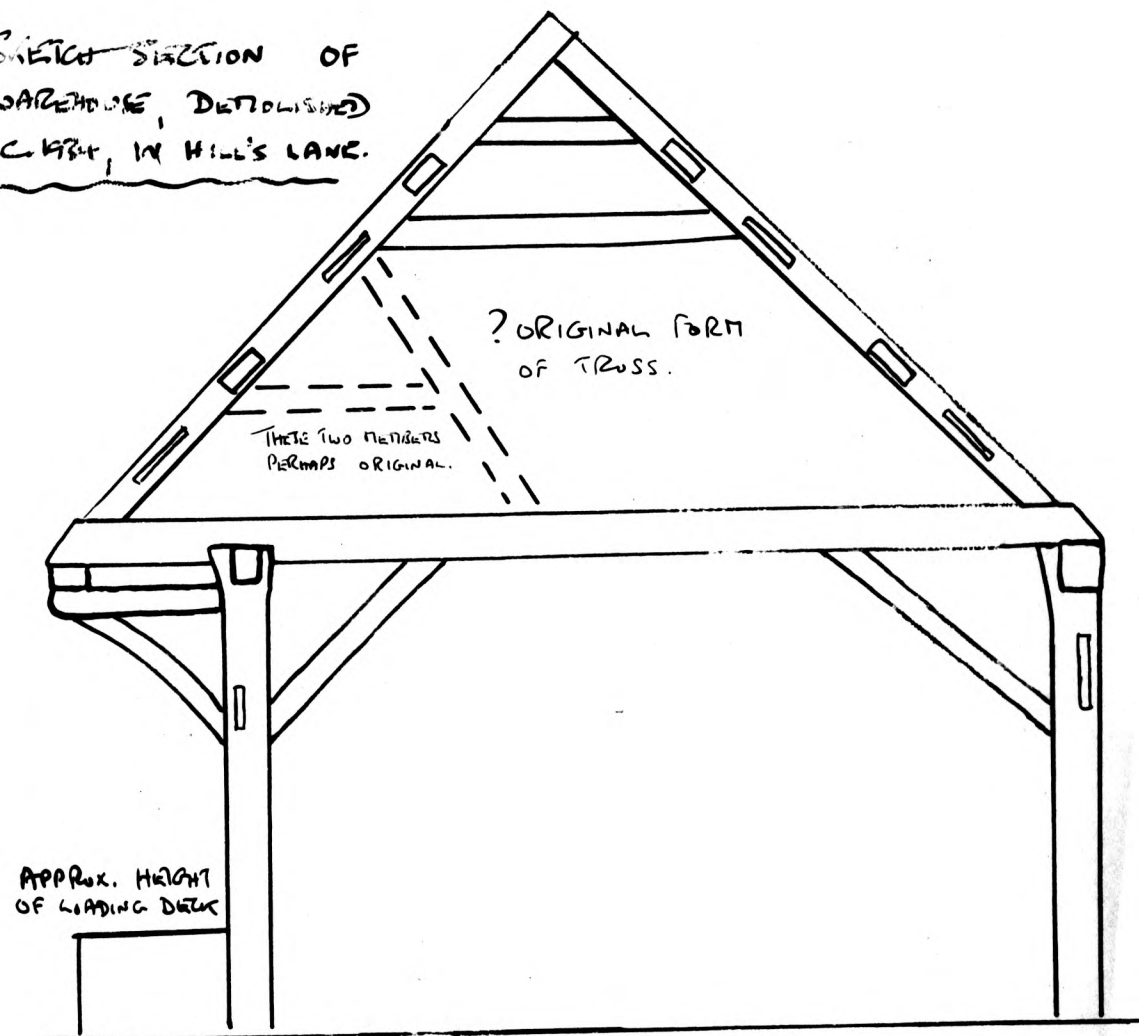 SKETCH SECTION OF
WAREHOUSE, DEMOLISHED
IN HILL'S LANE.
? ORIGINAL FORM
OF TRUSS.
THESE TWO MEMBERS
PERHAPS ORIGINAL.
APPROX. HEIGHT
OF LOADING DECK